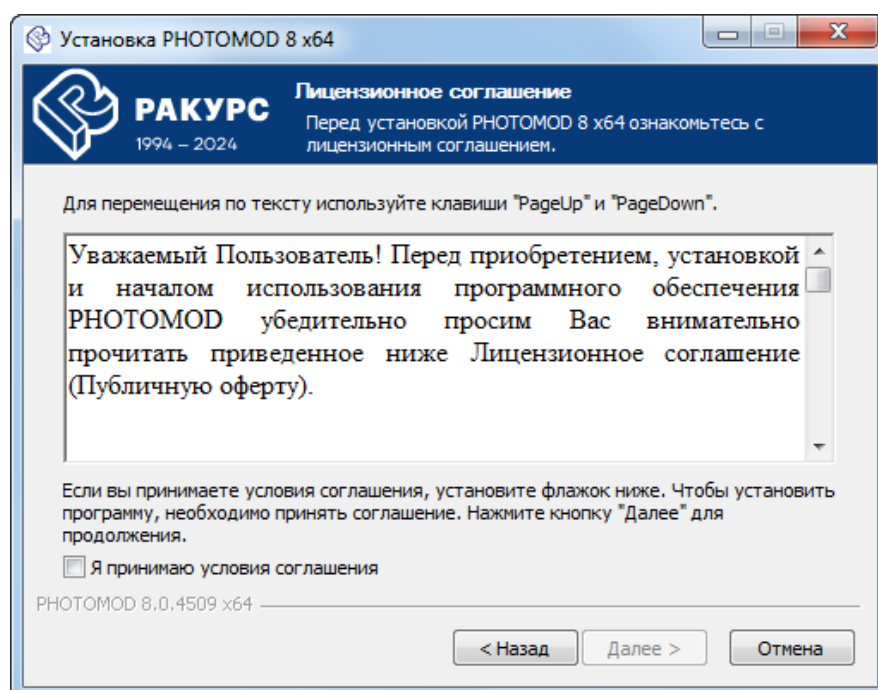 Установка PHOTOMOD 8 x64
РАКУРС
1994 – 2024
Лицензионное соглашение
Перед установкой PHOTOMOD 8 x64 ознакомьтесь с
лицензионным соглашением.
Для перемещения по тексту используйте клавиши "PageUp" и "PageDown".
Уважаемый Пользователь! Перед приобретением, установкой
и началом использования программного обеспечения
PHOTOMOD убедительно просим Вас внимательно
прочитать приведенное ниже Лицензионное соглашение
(Публичную оферту).
Если вы принимаете условия соглашения, установите флажок ниже. Чтобы установить
программу, необходимо принять соглашение. Нажмите кнопку "Далее" для
продолжения.
Я принимаю условия соглашения
PHOTOMOD 8.0.4509 x64
< Назад
Далее >
Отмена